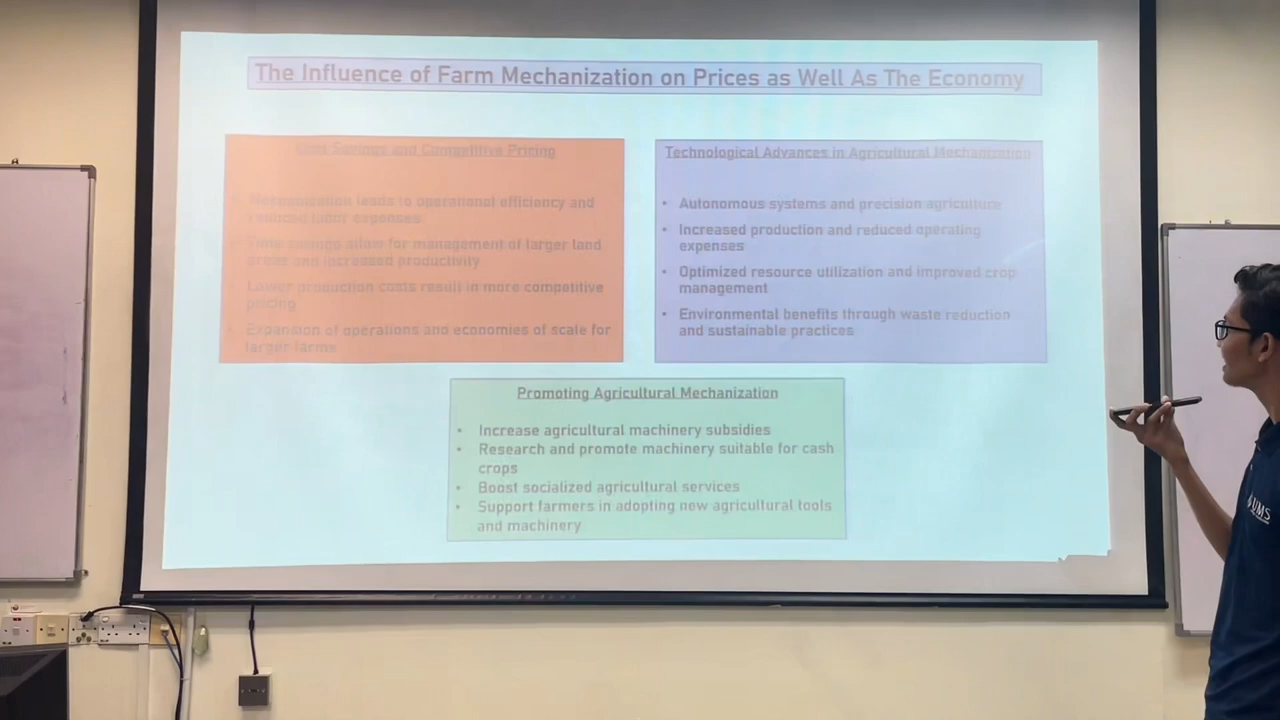 The Influence of Farm Mechanization on Prices as Well As The Economy
Cost Savings and Competitive Pricing
• Mechanization leads to operational efficiency and
reduced labor expenses
• Time savings allow for management of larger land
areas and increased productivity
• Lower production costs result in more competitive
pricing
• Expansion of operations and economies of scale for
larger farms
Technological Advances in Agricultural Mechanization
• Autonomous systems and precision agriculture
• Increased production and reduced operating
expenses
• Optimized resource utilization and improved crop
management
• Environmental benefits through waste reduction
and sustainable practices
Promoting Agricultural Mechanization
• Increase agricultural machinery subsidies
• Research and promote machinery suitable for cash
crops
• Boost socialized agricultural services
• Support farmers in adopting new agricultural tools
and machinery
UMS